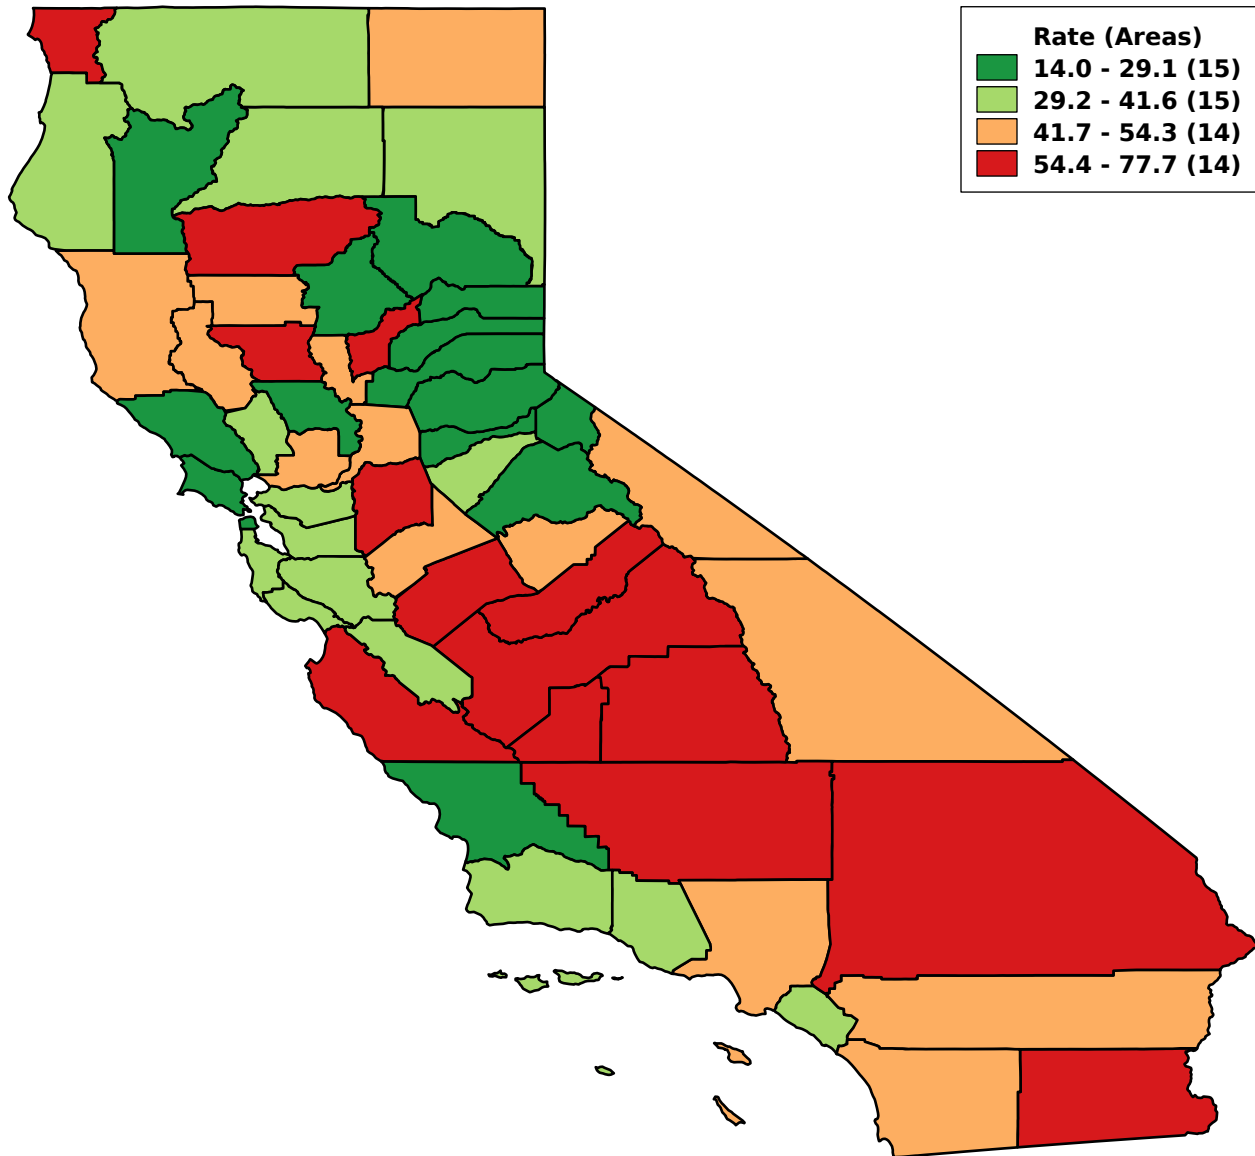 Rate (Areas)
14.0 - 29.1 (15)
29.2 - 41.6 (15)
41.7 - 54.3 (14)
54.4 - 77.7 (14)